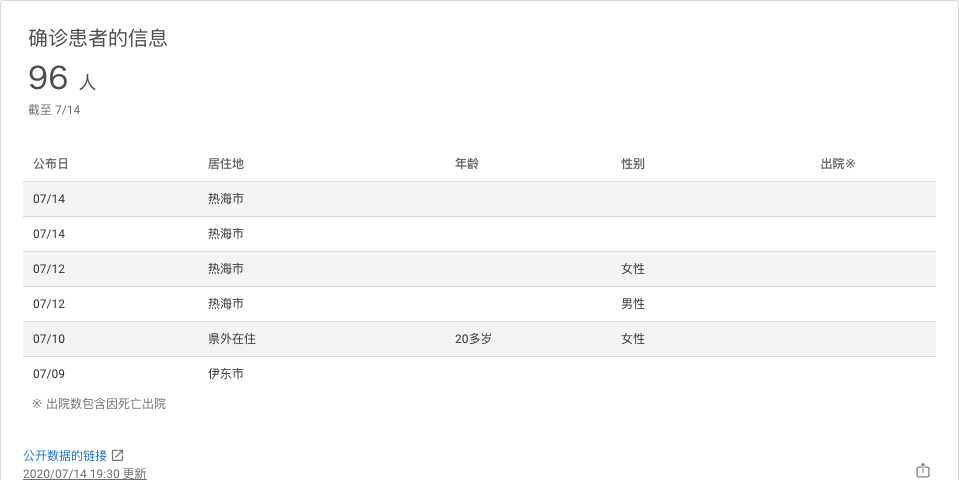 确诊患者的信息
96 人
截至 7/14
公布日 居住地 年龄 性别 出院※
07/14 热海市
07/14 热海市
07/12 热海市 女性
07/12 热海市 男性
07/10 県外在住 20多岁 女性
07/09 伊东市
※ 出院数包含因死亡出院
公开数据的链接
2020/07/14 19:30 更新